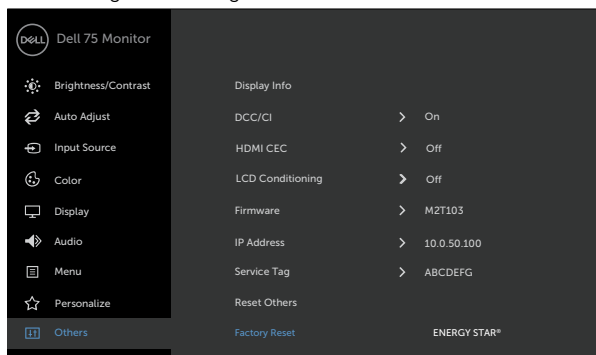 DELL Dell 75 Monitor
Brightness/Contrast Display Info
Auto Adjust DCC/CI > On
Input Source HDMI CEC > Off
Color LCD Conditioning > Off
Display Firmware > M2T103
Audio IP Address > 10.0.50.100
Menu Service Tag > ABCDEFG
Personalize Reset Others
Others Factory Reset ENERGY STAR®